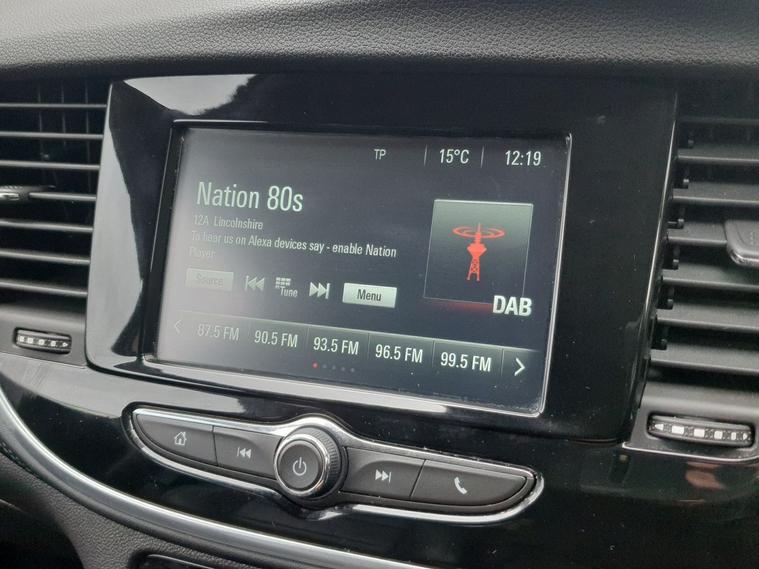 TP 15°C 12:19
Nation 80s
12A Lincolnshire
To hear us on Alexa devices say - enable Nation
Player
DAB
Source Tune Menu
87.5 FM 90.5 FM 93.5 FM 96.5 FM 99.5 FM